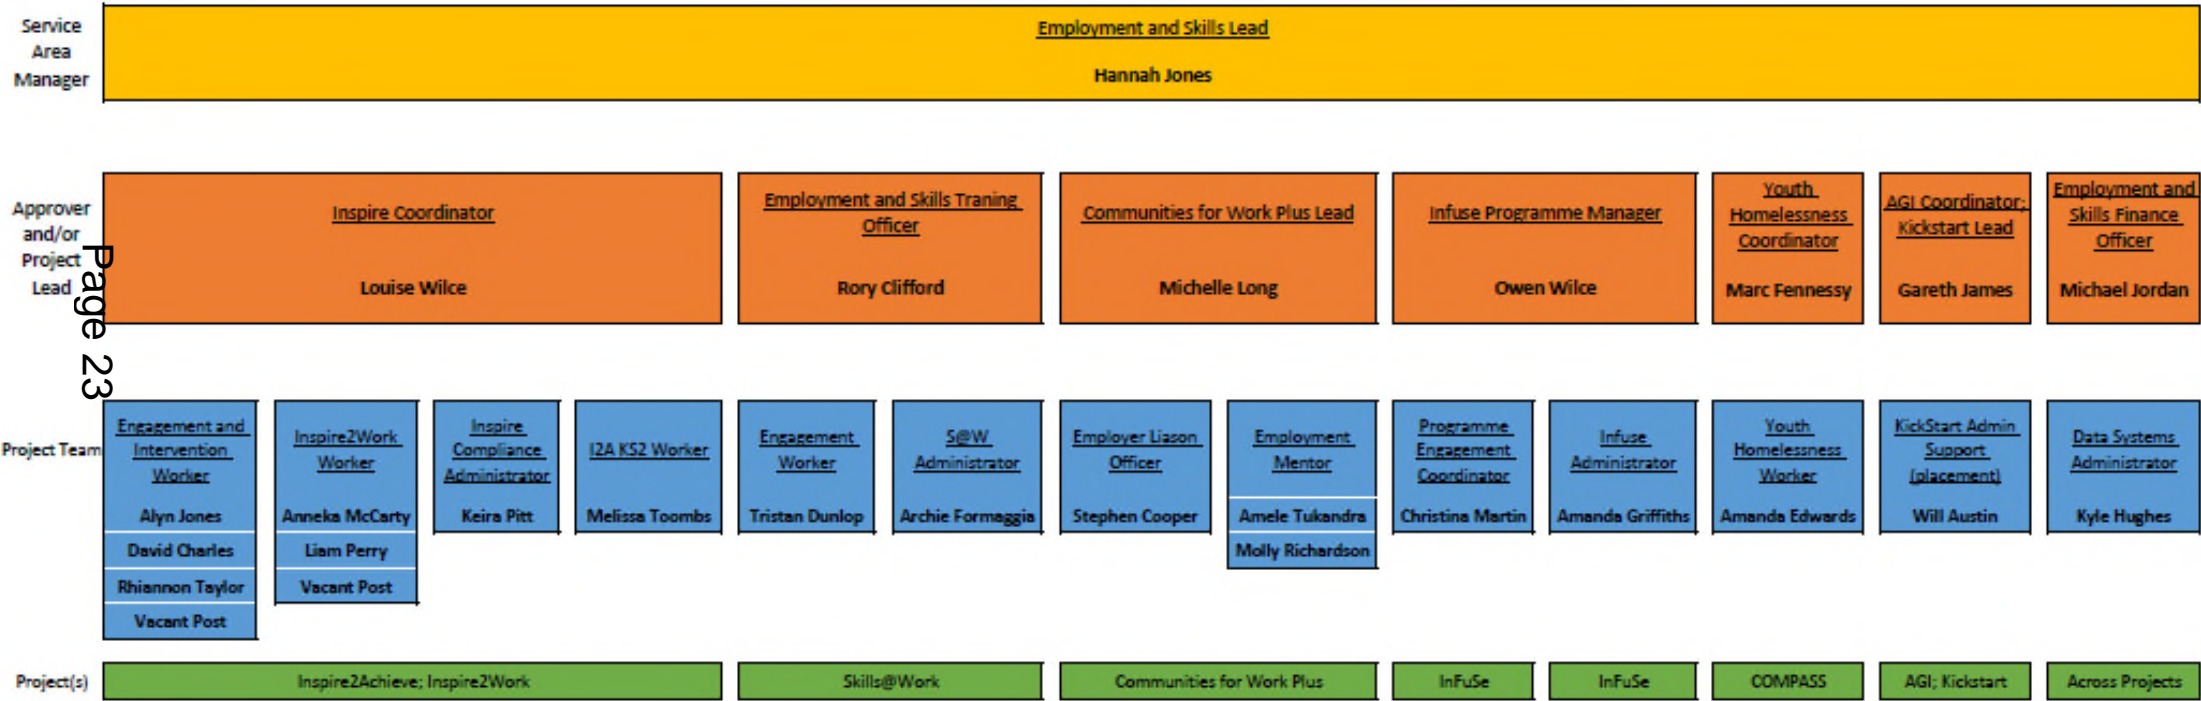 Service
Area
Manager
Employment and Skills Lead
Hannah Jones
Approver
and/or
Project
Lead
Page 23
Inspire Coordinator
Louise Wilce
Employment and Skills Traning
Officer
Rory Clifford
Communities for Work Plus Lead
Michelle Long
Infuse Programme Manager
Owen Wilce
Youth
Homelessness
Coordinator
Marc Fennessy
AGI Coordinator;
Kickstart Lead
Gareth James
Employment and
Skills Finance
Officer
Michael Jordan
Project Team
Engagement and
Intervention
Worker
Alyn Jones
David Charles
Rhiannon Taylor
Vacant Post
Inspire2Work
Worker
Anneka McCarty
Liam Perry
Vacant Post
Inspire
Compliance
Administrator
Keira Pitt
I2A KS2 Worker
Melissa Toombs
Engagement
Worker
Tristan Dunlop
S@W
Administrator
Archie Formaggia
Employer Liason
Officer
Stephen Cooper
Employment
Mentor
Amele Tukandra
Molly Richardson
Programme
Engagement
Coordinator
Christina Martin
Infuse
Administrator
Amanda Griffiths
Youth
Homelessness
Worker
Amanda Edwards
KickStart Admin
Support
(placement)
Will Austin
Data Systems
Administrator
Kyle Hughes
Project(s)
Inspire2Achieve; Inspire2Work
Skills@Work
Communities for Work Plus
InFuSe
InFuSe
COMPASS
AGI; Kickstart
Across Projects